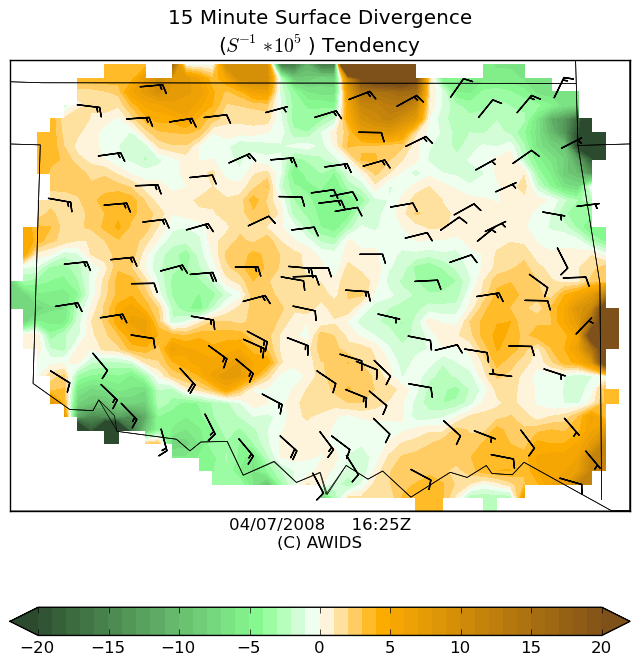 15 Minute Surface Divergence
(S⁻¹ ∗ 10⁵ ) Tendency
04/07/2008 16:25Z
(C) AWIDS
−20 −15 −10 −5 0 5 10 15 20